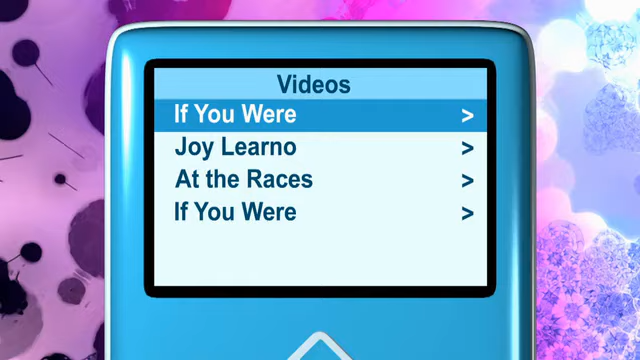 Videos
If You Were >
Joy Learno >
At the Races >
If You Were >